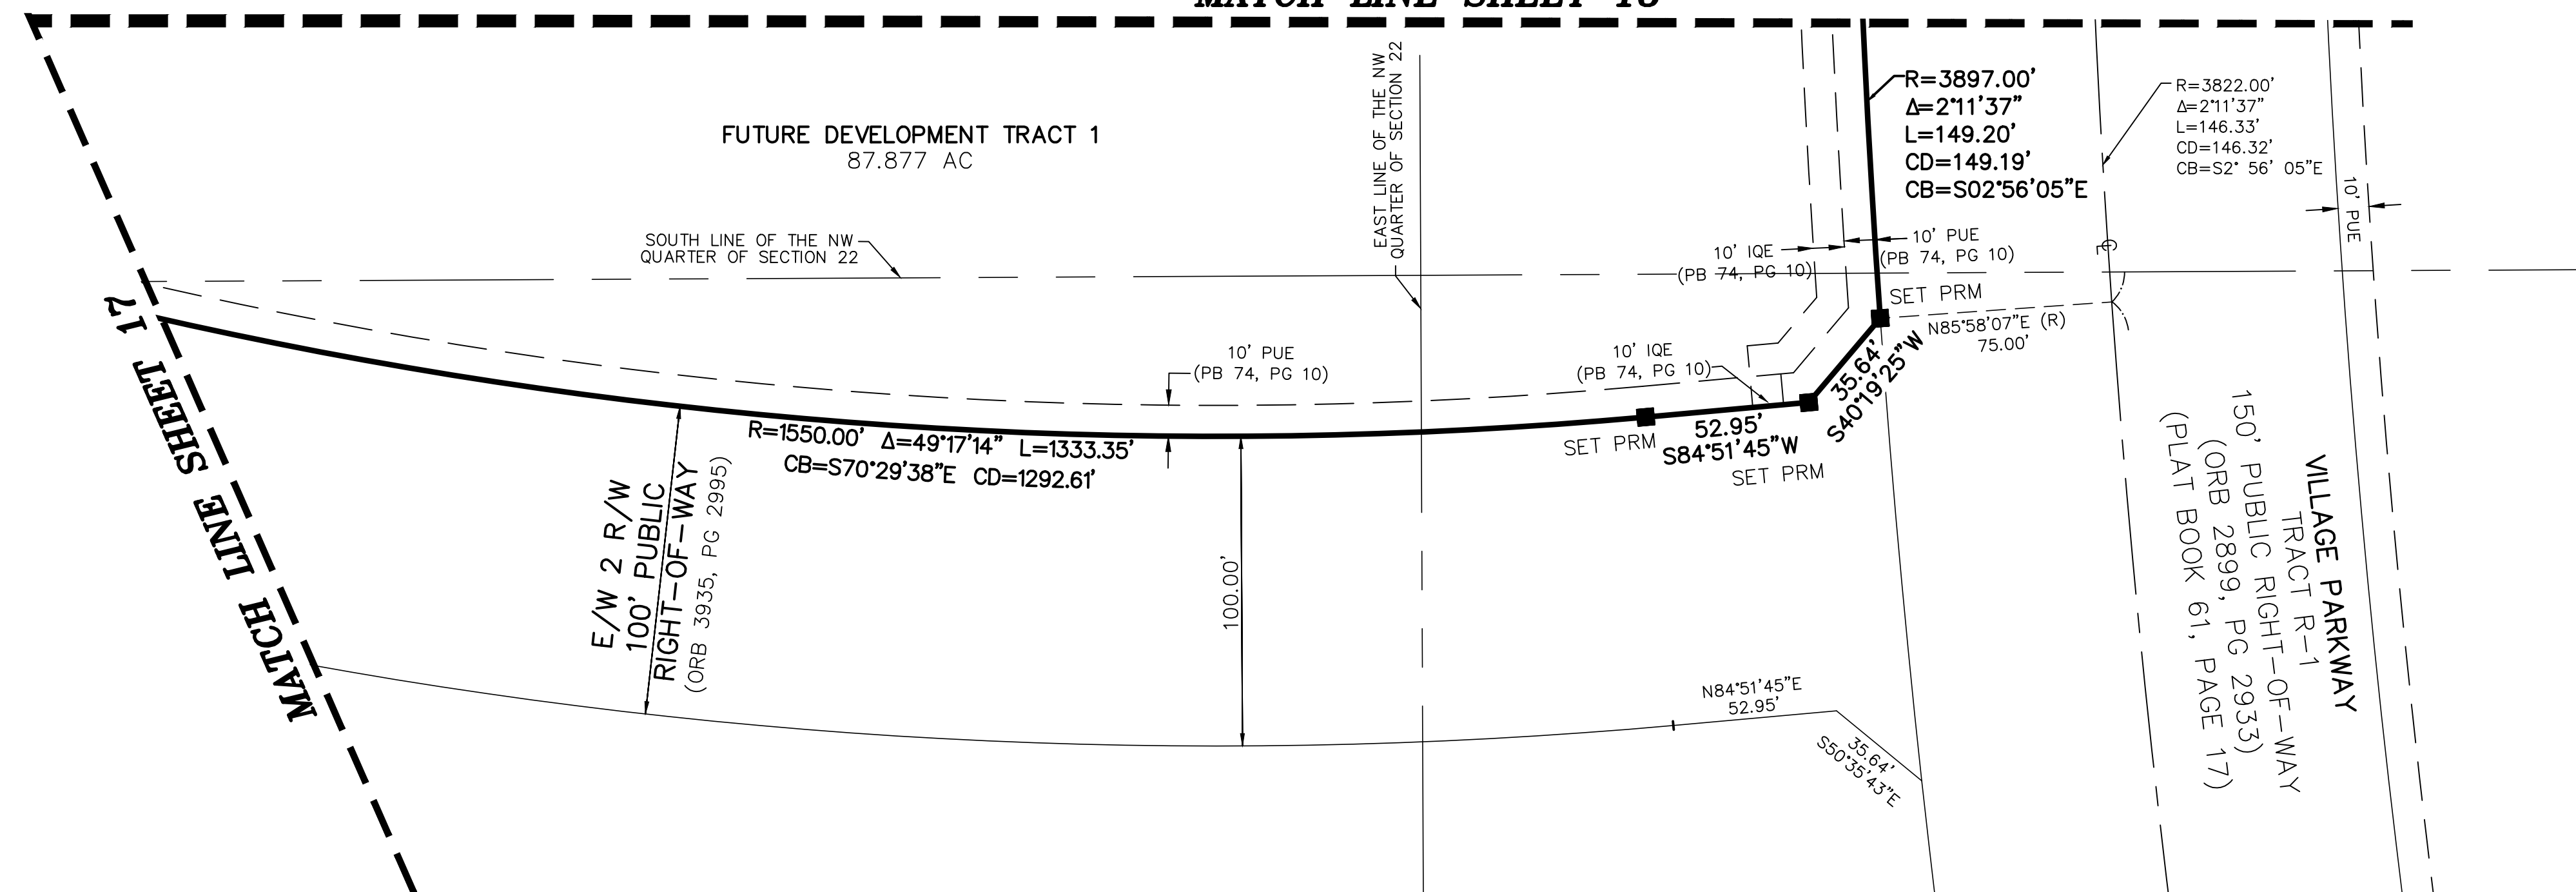 MATCH LINE SHEET
FUTURE DEVELOPMENT TRACT 1
87.877 AC
SOUTH LINE OF THE NW
QUARTER OF SECTION 22
EAST LINE OF THE NW
QUARTER OF SECTION 22
R=3897.00'
Δ=2°11'37"
L=149.20'
CD=149.19'
CB=S02°56'05"E
R=3822.00'
Δ=2°11'37"
L=146.33'
CD=146.32'
CB=S2° 56' 05"E
10' PUE
10' IQE
(PB 74, PG 10)
10' PUE
(PB 74, PG 10)
SET PRM
N85°58'07"E (R)
75.00'
35.64'
S40°19'25"W
10' PUE
(PB 74, PG 10)
10' IQE
(PB 74, PG 10)
SET PRM
52.95'
S84°51'45"W
SET PRM
R=1550.00' Δ=49°17'14" L=1333.35'
CB=S70°29'38"E CD=1292.61'
E/W 2 R/W
100' PUBLIC
RIGHT-OF-WAY
(ORB 3935, PG 2995)
100.00'
N84°51'45"E
52.95'
35.64'
S50°35'43"E
VILLAGE PARKWAY
TRACT R-1
150' PUBLIC RIGHT-OF-WAY
(ORB 2899, PG 2933)
(PLAT BOOK 61, PAGE 17)
MATCH LINE SHEET 17